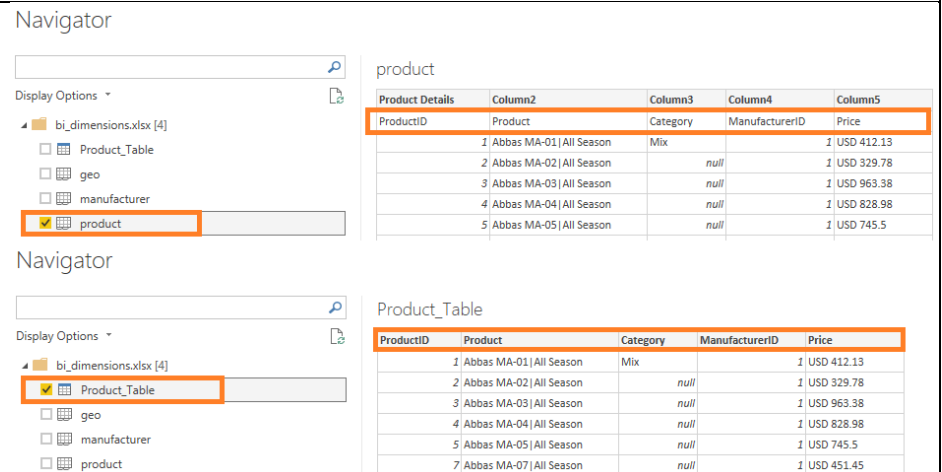 Navigator
Display Options
bi_dimensions.xlsx [4]
Product_Table
geo
manufacturer
product
product
Product Details Column2 Column3 Column4 Column5
ProductID Product Category ManufacturerID Price
1 Abbas MA-01|All Season Mix 1 USD 412.13
2 Abbas MA-02|All Season null 1 USD 329.78
3 Abbas MA-03|All Season null 1 USD 963.38
4 Abbas MA-04|All Season null 1 USD 828.98
5 Abbas MA-05|All Season null 1 USD 745.5
Navigator
Display Options
bi_dimensions.xlsx [4]
Product_Table
geo
manufacturer
product
Product_Table
ProductID Product Category ManufacturerID Price
1 Abbas MA-01|All Season Mix 1 USD 412.13
2 Abbas MA-02|All Season null 1 USD 329.78
3 Abbas MA-03|All Season null 1 USD 963.38
4 Abbas MA-04|All Season null 1 USD 828.98
5 Abbas MA-05|All Season null 1 USD 745.5
7 Abbas MA-07|All Season null 1 USD 451.45